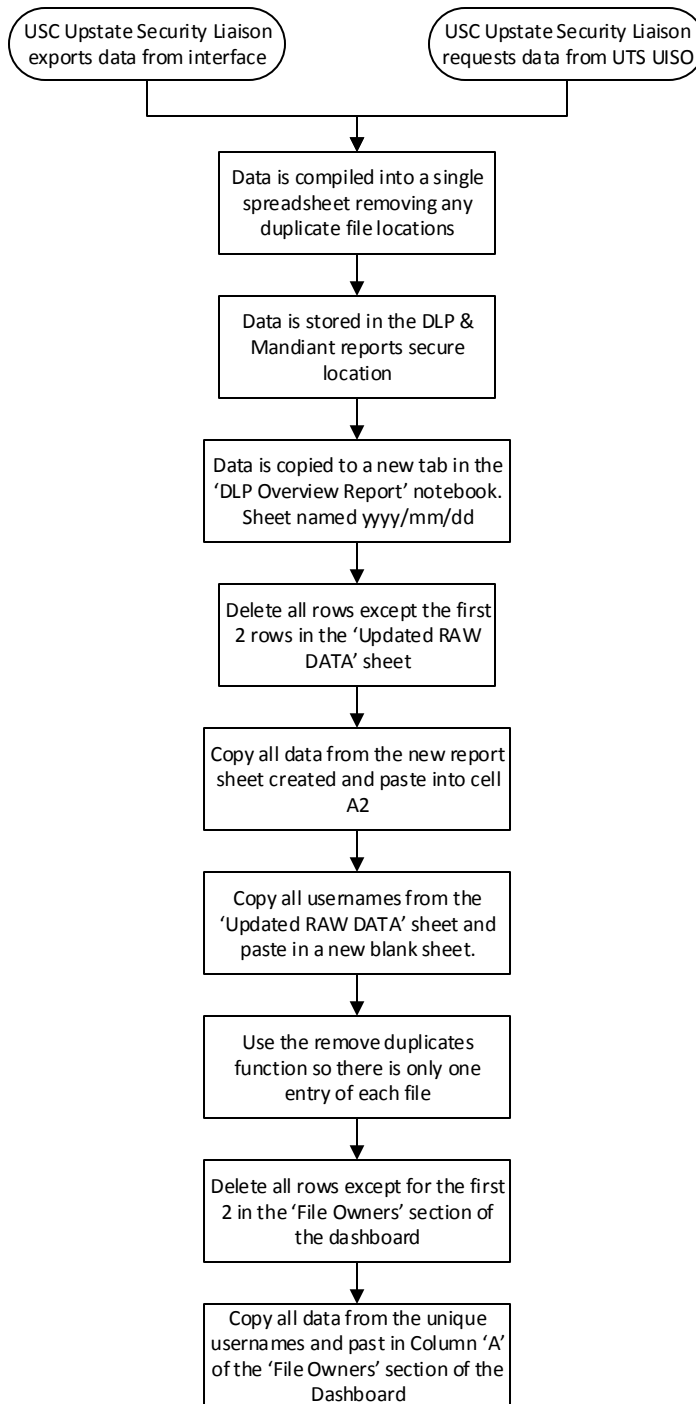 USC Upstate Security Liaison
exports data from interface
USC Upstate Security Liaison
requests data from UTS UISO
Data is compiled into a single
spreadsheet removing any
duplicate file locations
Data is stored in the DLP &
Mandiant reports secure
location
Data is copied to a new tab in the
‘DLP Overview Report’ notebook.
Sheet named yyyy/mm/dd
Delete all rows except the first
2 rows in the ‘Updated RAW
DATA’ sheet
Copy all data from the new report
sheet created and paste into cell
A2
Copy all usernames from the
‘Updated RAW DATA’ sheet and
paste in a new blank sheet.
Use the remove duplicates
function so there is only one
entry of each file
Delete all rows except for the first
2 in the ‘File Owners’ section of
the dashboard
Copy all data from the unique
usernames and past in Column ‘A’
of the ‘File Owners’ section of the
Dashboard